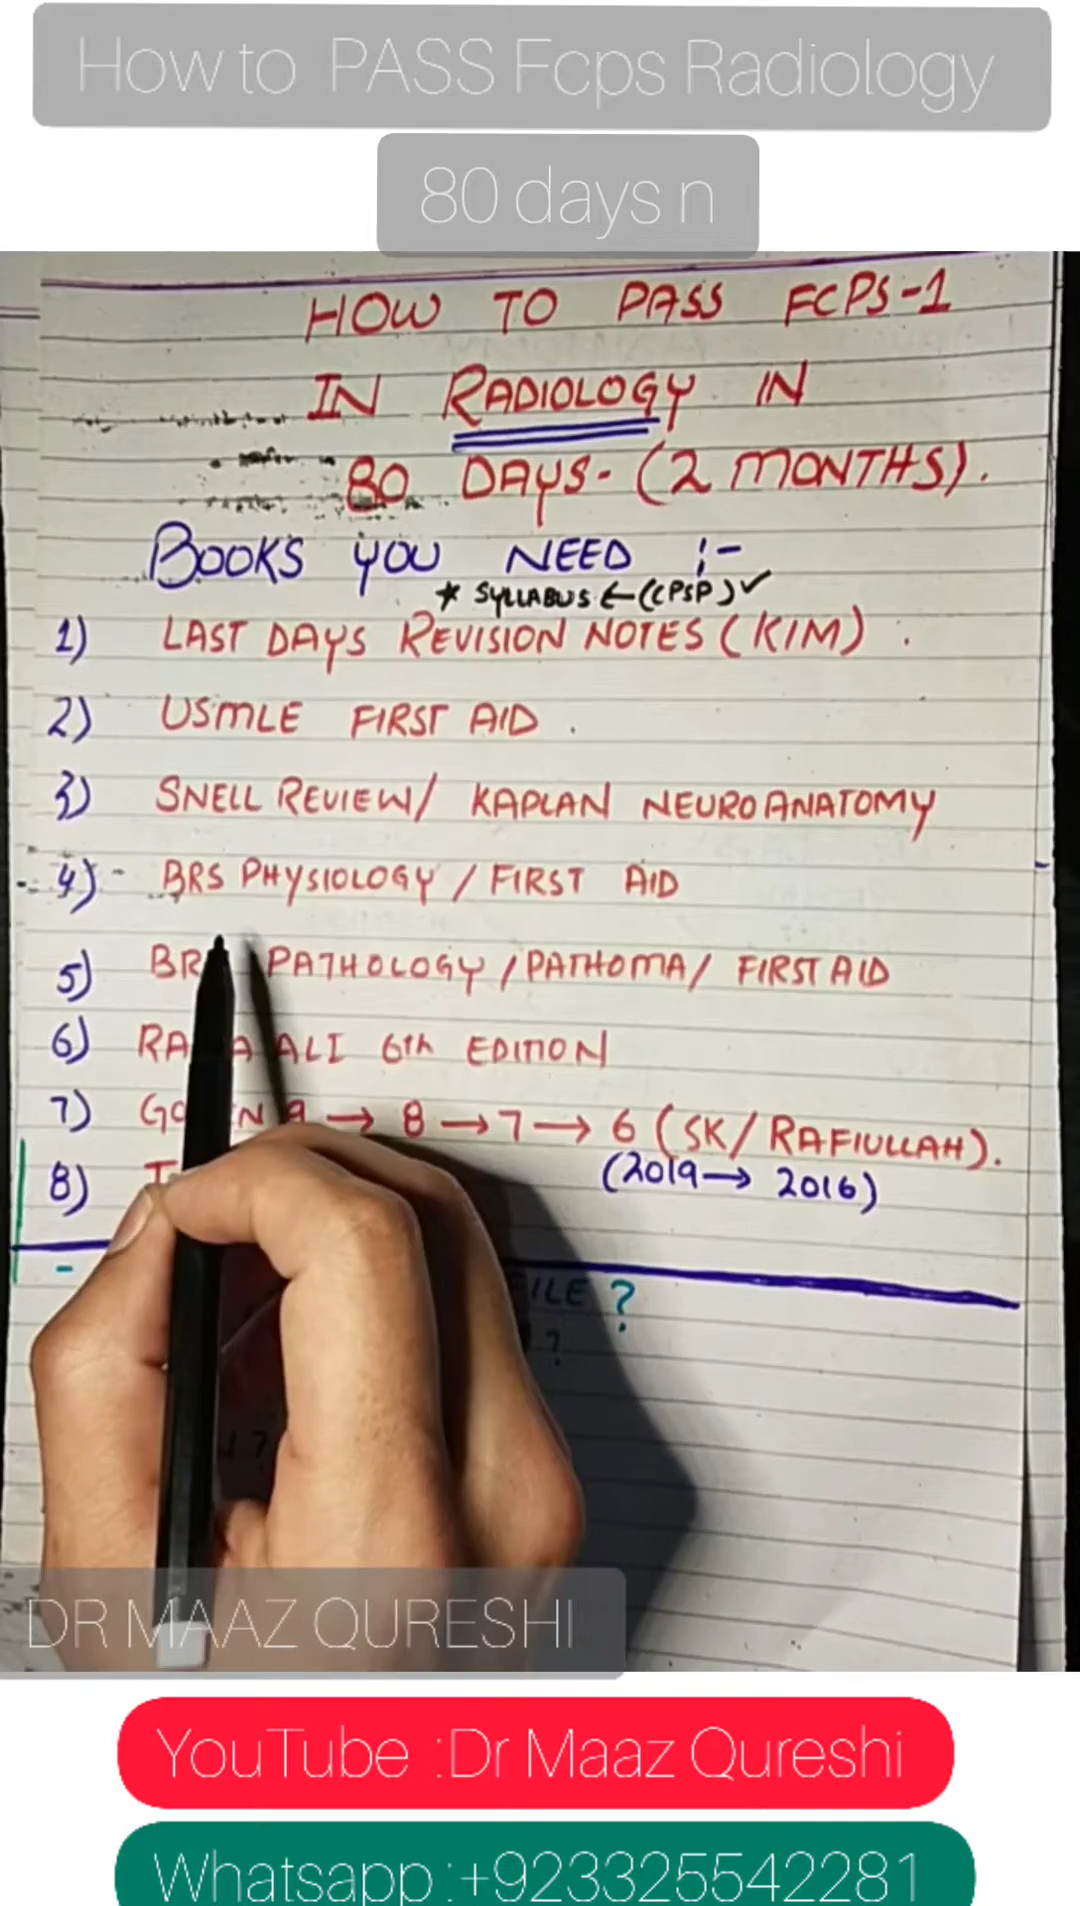 How to PASS Fcps Radiology
80 days n
HOW TO PASS FCPS-1
IN RADIOLOGY IN
80 DAYS- (2 MONTHS).
BOOKS YOU NEED :-
* SYLLABUS ← (CPSP) ✓
1) LAST DAYS REVISION NOTES (KIM).
2) USMLE FIRST AID.
3) SNELL REVIEW/ KAPLAN NEUROANATOMY
4) - BRS PHYSIOLOGY / FIRST AID
5) PATHOLOGY / PATHOMA / FIRST AID
6) ALI 6th EDITION
7) 9 → 8 → 7 → 6 (SK/RAFIULLAH).
(2019 → 2016)
8)
?
?
DR MAAZ QURESHI
YouTube :Dr Maaz Qureshi
Whatsapp :+923325542281